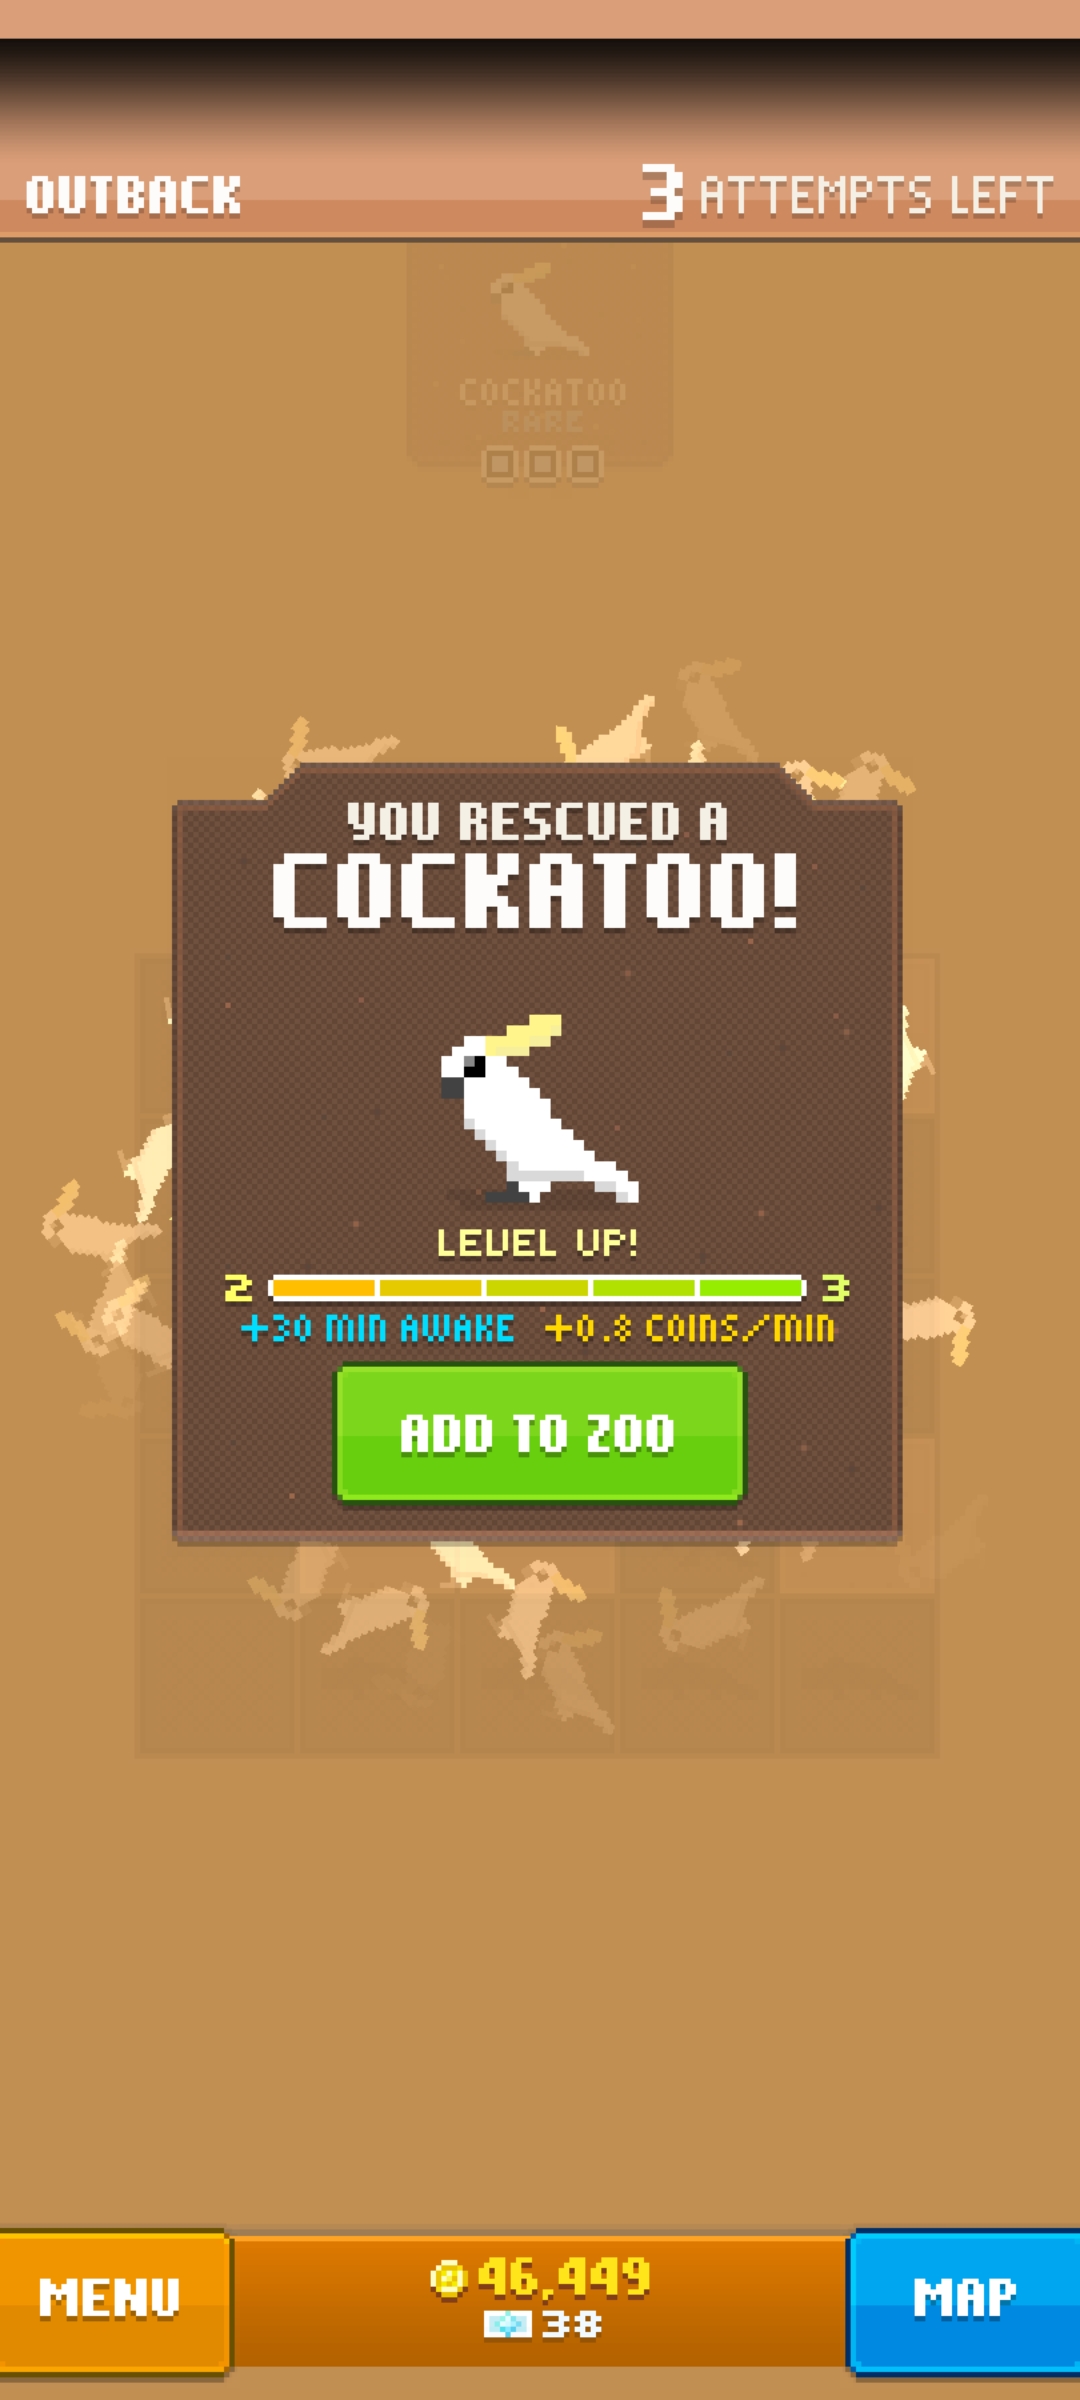 OUTBACK
3 ATTEMPTS LEFT
COCKATOO
RARE
YOU RESCUED A
COCKATOO!
LEVEL UP!
2 3
+30 MIN AWAKE +0.8 COINS/MIN
ADD TO ZOO
MENU
46,449
38
MAP